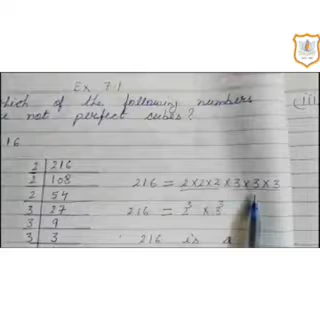 Ex 7.1
hich of the following numbers (iii
e not perfect cubes?
16
2 | 216
2 | 108
2 | 54
3 | 27
3 | 9
3 | 3
216 = 2×2×2×3×3×3
216 = 2³ × 3³
216 is a